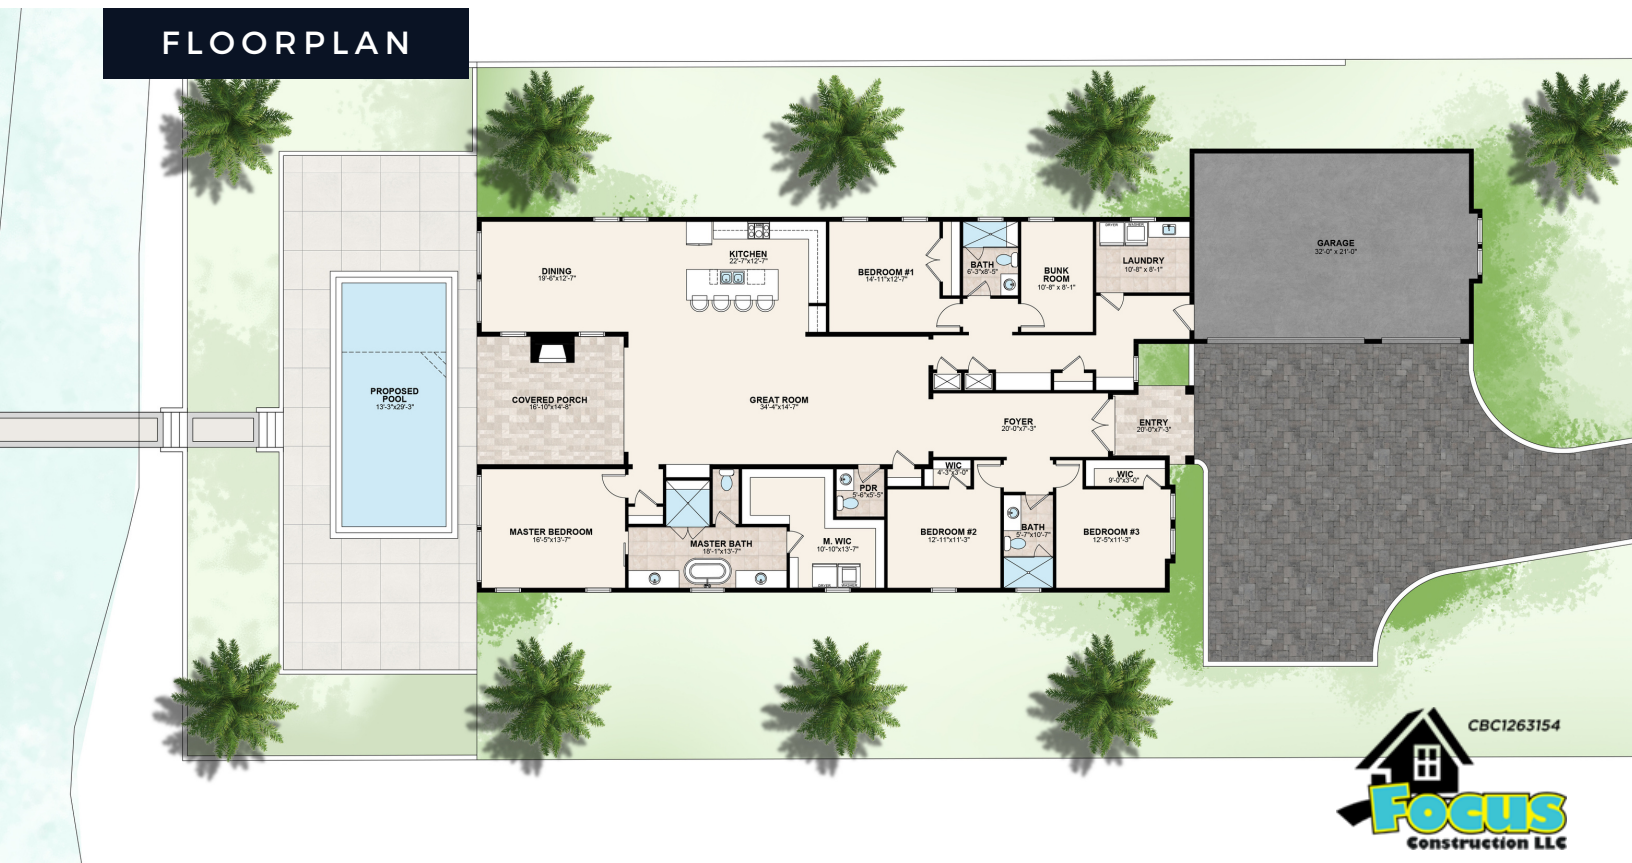 FLOORPLAN
DINING
19'-6"x12'-7"
KITCHEN
22'-7"x12'-7"
BEDROOM #1
14'-11"x12'-7"
BATH
6'-3"x8'-5"
BUNK
ROOM
10'-8" x 8'-1"
DRYER
WASHER
LAUNDRY
10'-8" x 8'-1"
GARAGE
32'-0" x 21'-0"
PROPOSED
POOL
13'-3"x29'-3"
COVERED PORCH
16'-10"x14'-8"
GREAT ROOM
34'-4"x14'-7"
FOYER
20'-0"x7'-3"
ENTRY
20'-0"x7'-3"
WIC
4'-3"x3'-0"
WIC
9'-0"x3'-0"
PDR
5'-6"x5'-5"
MASTER BEDROOM
16'-5"x13'-7"
MASTER BATH
18'-1"x13'-7"
M. WIC
10'-10"x13'-7"
DRYER
WASHER
BEDROOM #2
12'-11"x11'-3"
BATH
5'-7"x10'-7"
BEDROOM #3
12'-5"x11'-3"
CBC1263154
Focus
Construction LLC